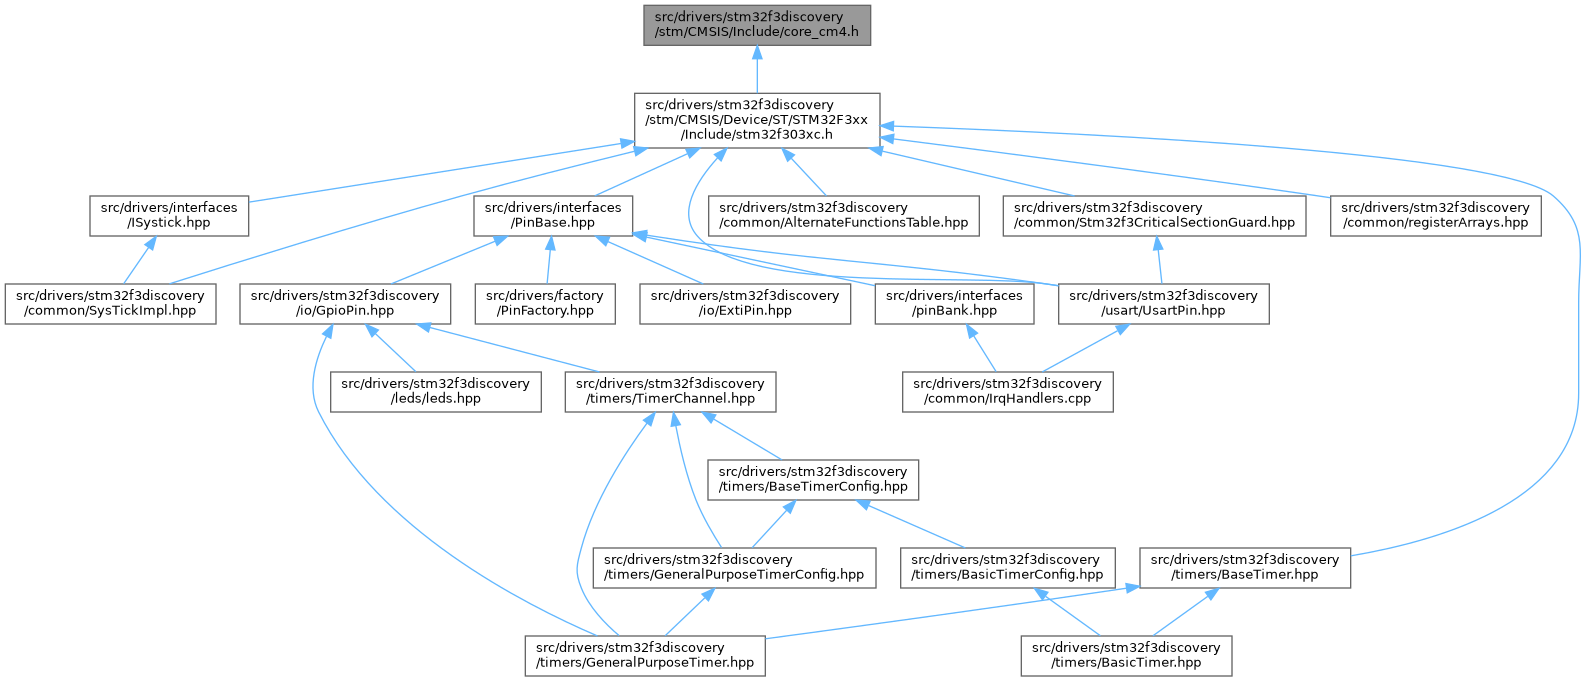 src/drivers/stm32f3discovery
/stm/CMSIS/Include/core_cm4.h
src/drivers/stm32f3discovery
/stm/CMSIS/Device/ST/STM32F3xx
/Include/stm32f303xc.h
src/drivers/interfaces
/ISystick.hpp
src/drivers/interfaces
/PinBase.hpp
src/drivers/stm32f3discovery
/common/AlternateFunctionsTable.hpp
src/drivers/stm32f3discovery
/common/Stm32f3CriticalSectionGuard.hpp
src/drivers/stm32f3discovery
/common/registerArrays.hpp
src/drivers/stm32f3discovery
/common/SysTickImpl.hpp
src/drivers/stm32f3discovery
/io/GpioPin.hpp
src/drivers/factory
/PinFactory.hpp
src/drivers/stm32f3discovery
/io/ExtiPin.hpp
src/drivers/interfaces
/pinBank.hpp
src/drivers/stm32f3discovery
/usart/UsartPin.hpp
src/drivers/stm32f3discovery
/leds/leds.hpp
src/drivers/stm32f3discovery
/timers/TimerChannel.hpp
src/drivers/stm32f3discovery
/common/IrqHandlers.cpp
src/drivers/stm32f3discovery
/timers/BaseTimerConfig.hpp
src/drivers/stm32f3discovery
/timers/GeneralPurposeTimerConfig.hpp
src/drivers/stm32f3discovery
/timers/BasicTimerConfig.hpp
src/drivers/stm32f3discovery
/timers/BaseTimer.hpp
src/drivers/stm32f3discovery
/timers/GeneralPurposeTimer.hpp
src/drivers/stm32f3discovery
/timers/BasicTimer.hpp